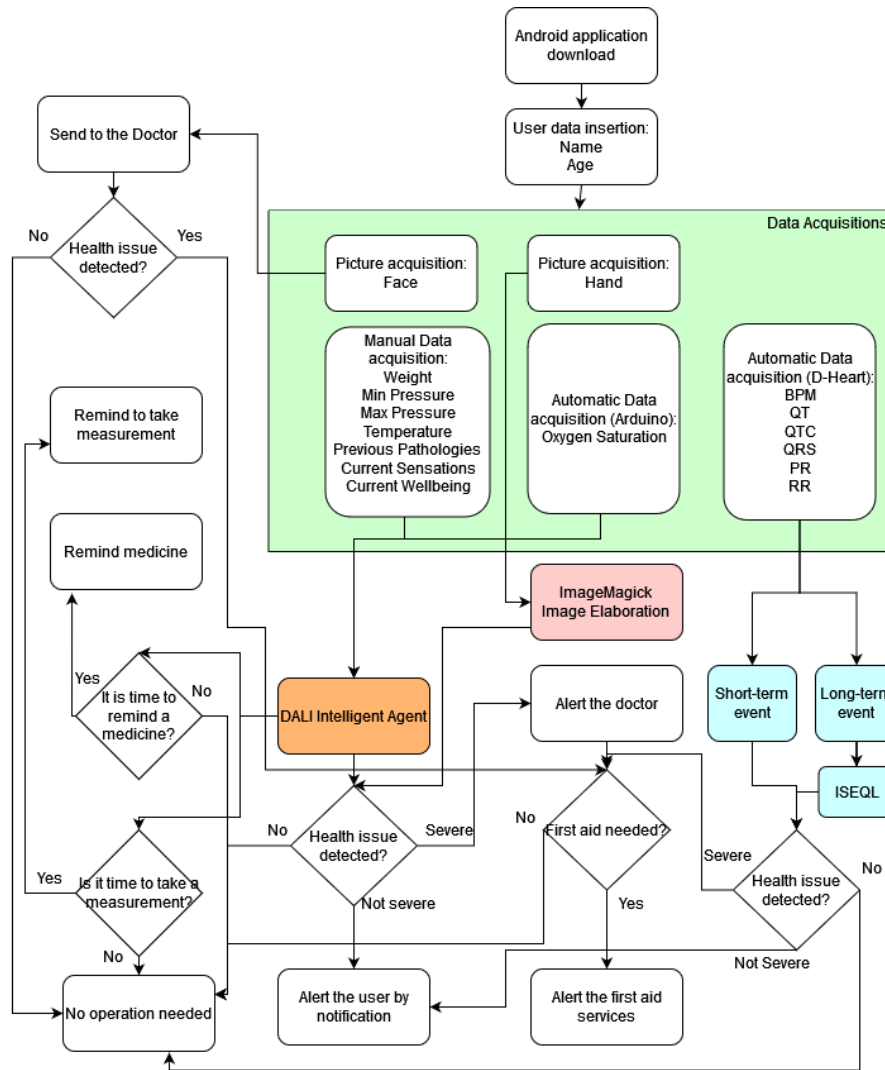 Android application
download
User data insertion:
Name
Age
Send to the Doctor
Data Acquisitions
No
Yes
Health issue
detected?
Picture acquisition:
Face
Picture acquisition:
Hand
Manual Data
acquisition:
Weight
Min Pressure
Max Pressure
Temperature
Previous Pathologies
Current Sensations
Current Wellbeing
Automatic Data
acquisition (Arduino):
Oxygen Saturation
Automatic Data
acquisition (D-Heart):
BPM
QT
QTC
QRS
PR
RR
Remind to take
measurement
Remind medicine
ImageMagick
Image Elaboration
Yes
It is time to
remind a
medicine?
No
DALI Intelligent Agent
Alert the doctor
Short-term
event
Long-term
event
ISEQL
No
Health issue
detected?
Severe
Not severe
No
First aid needed?
Yes
Severe
Health issue
detected?
No
Not Severe
Yes
Is it time to take a
measurement?
No
No operation needed
Alert the user by
notification
Alert the first aid
services